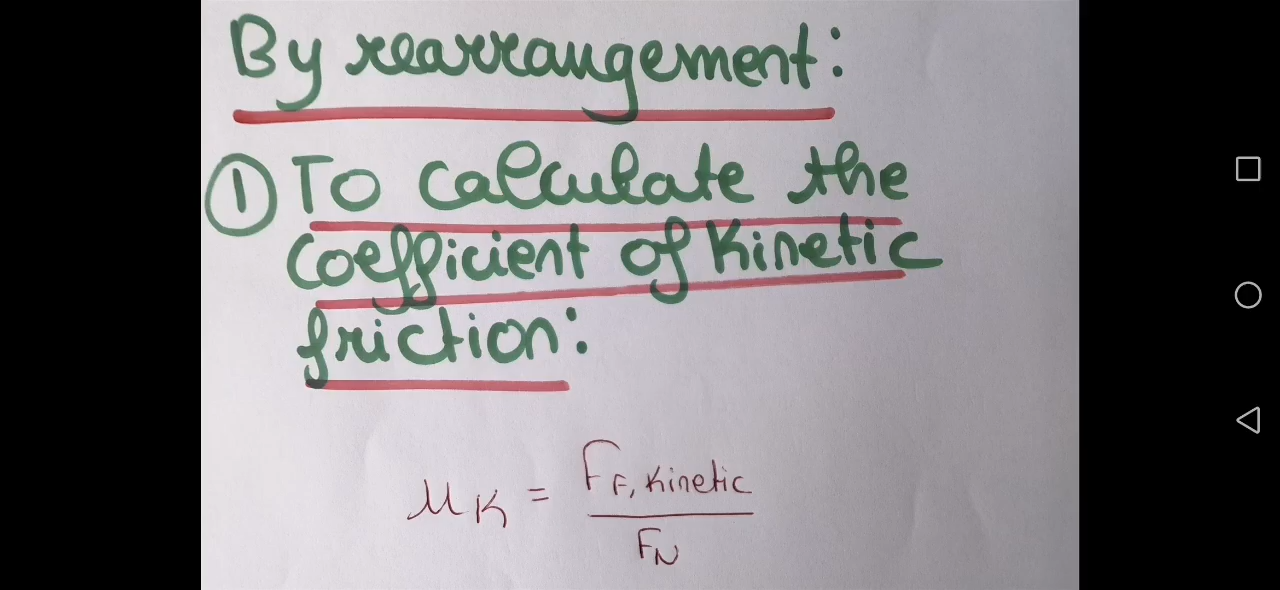 By rearrangement:
① To calculate the
coefficient of Kinetic
friction:
μK = FF, Kinetic / FN